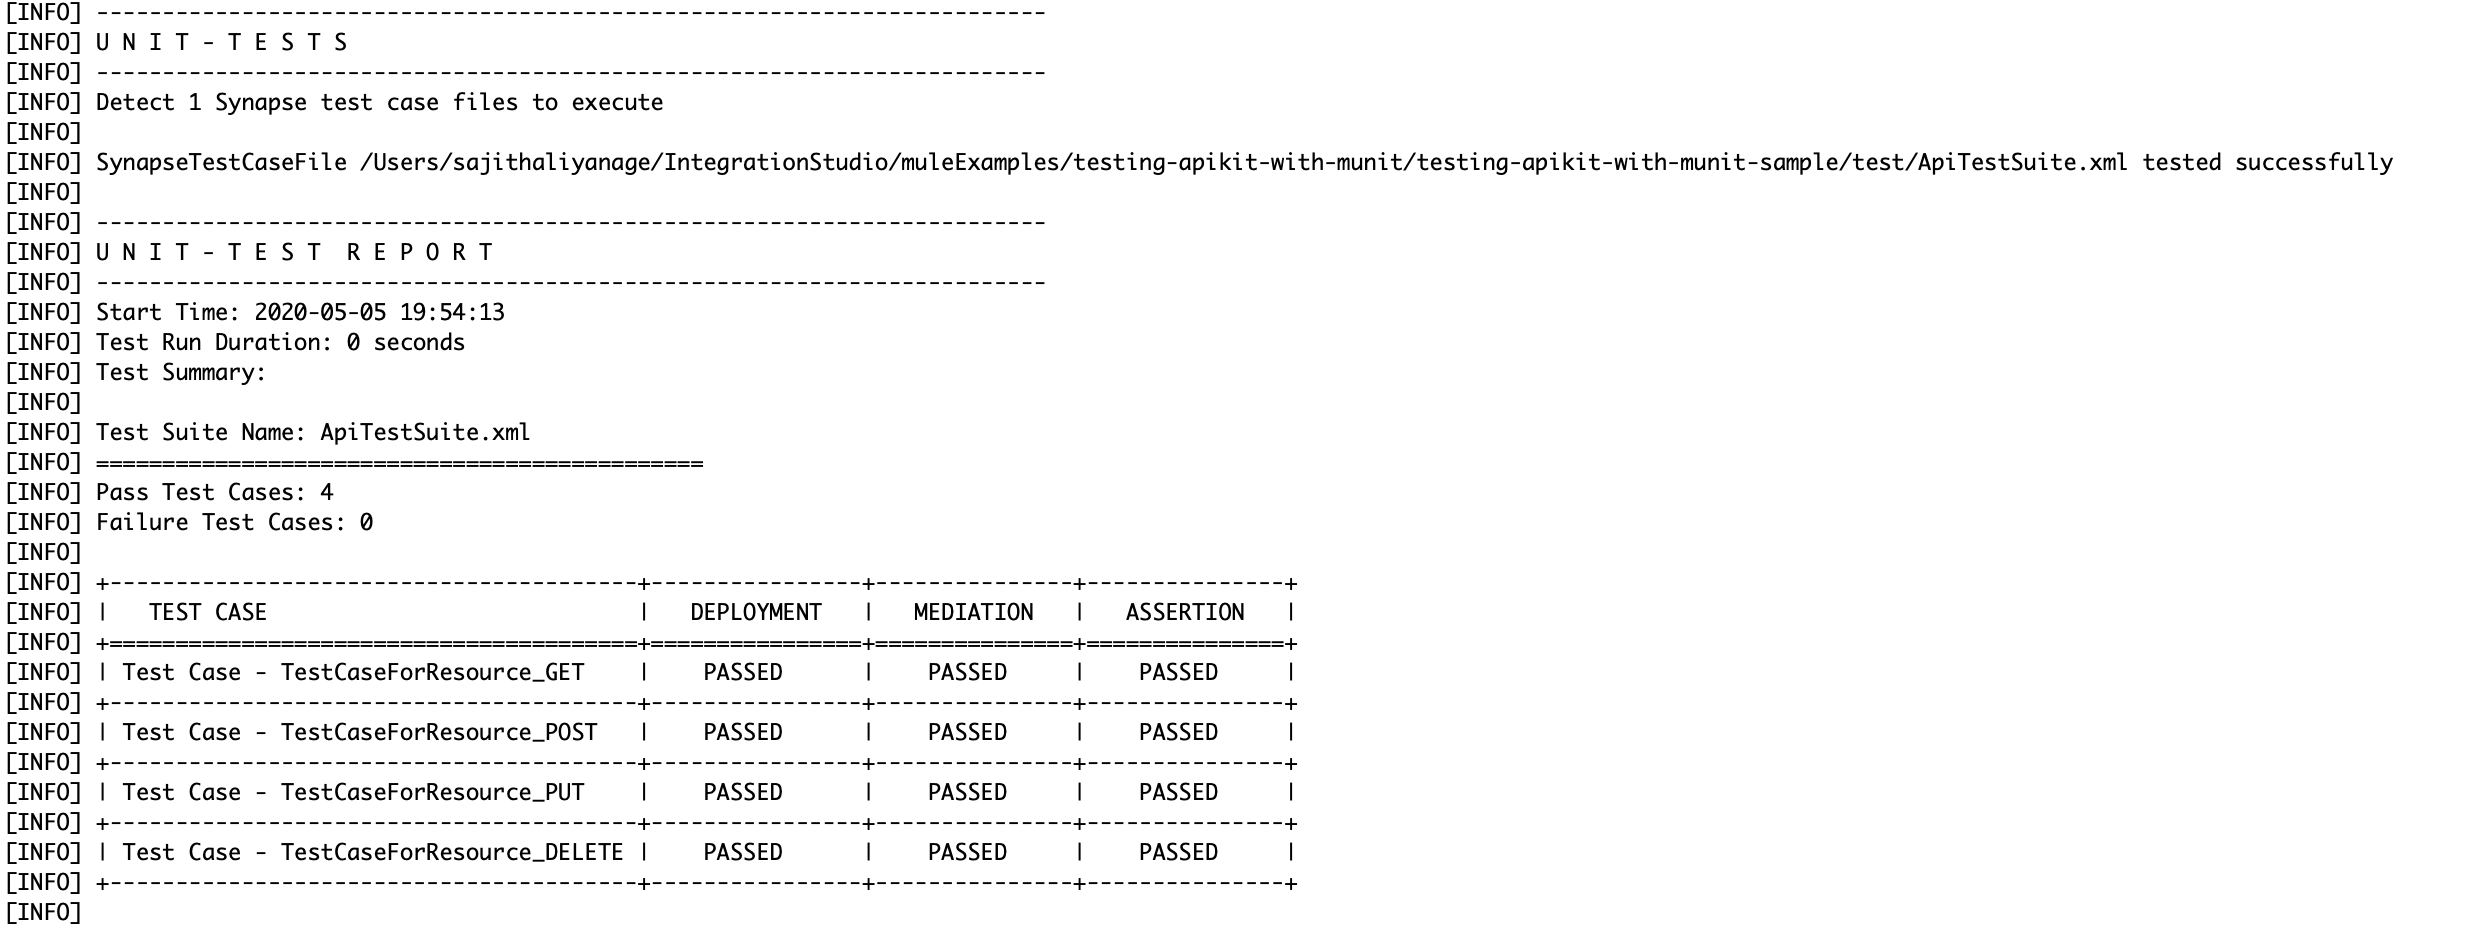 [INFO] ------------------------------------------------------------------------
[INFO] U N I T - T E S T S
[INFO] ------------------------------------------------------------------------
[INFO] Detect 1 Synapse test case files to execute
[INFO]
[INFO] SynapseTestCaseFile /Users/sajithaliyanage/IntegrationStudio/muleExamples/testing-apikit-with-munit/testing-apikit-with-munit-sample/test/ApiTestSuite.xml tested successfully
[INFO]
[INFO] ------------------------------------------------------------------------
[INFO] U N I T - T E S T  R E P O R T
[INFO] ------------------------------------------------------------------------
[INFO] Start Time: 2020-05-05 19:54:13
[INFO] Test Run Duration: 0 seconds
[INFO] Test Summary:
[INFO]
[INFO] Test Suite Name: ApiTestSuite.xml
[INFO] ==============================================
[INFO] Pass Test Cases: 4
[INFO] Failure Test Cases: 0
[INFO]
[INFO] +----------------------------------------+----------------+---------------+---------------+
[INFO] |   TEST CASE                            |   DEPLOYMENT   |   MEDIATION   |   ASSERTION   |
[INFO] +========================================+================+===============+===============+
[INFO] | Test Case - TestCaseForResource_GET    |    PASSED      |    PASSED     |    PASSED     |
[INFO] +----------------------------------------+----------------+---------------+---------------+
[INFO] | Test Case - TestCaseForResource_POST   |    PASSED      |    PASSED     |    PASSED     |
[INFO] +----------------------------------------+----------------+---------------+---------------+
[INFO] | Test Case - TestCaseForResource_PUT    |    PASSED      |    PASSED     |    PASSED     |
[INFO] +----------------------------------------+----------------+---------------+---------------+
[INFO] | Test Case - TestCaseForResource_DELETE |    PASSED      |    PASSED     |    PASSED     |
[INFO] +----------------------------------------+----------------+---------------+---------------+
[INFO]